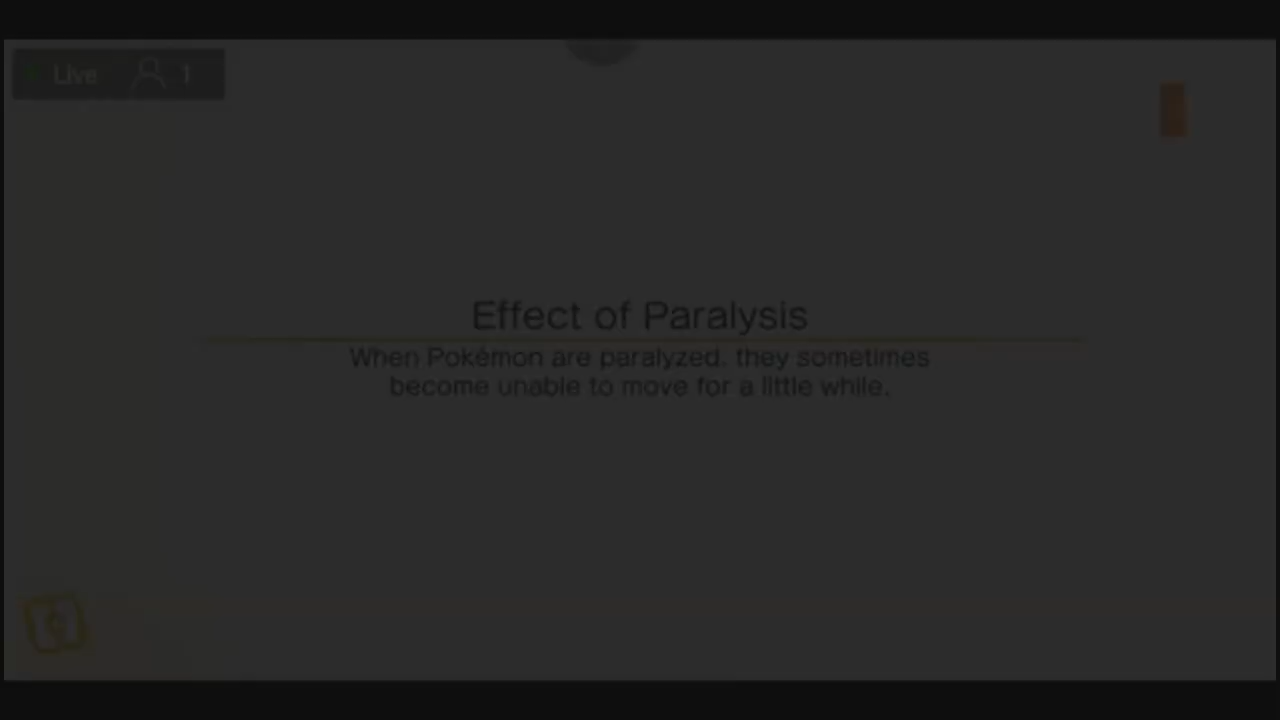 Live 1
Effect of Paralysis
When Pokémon are paralyzed, they sometimes
become unable to move for a little while.